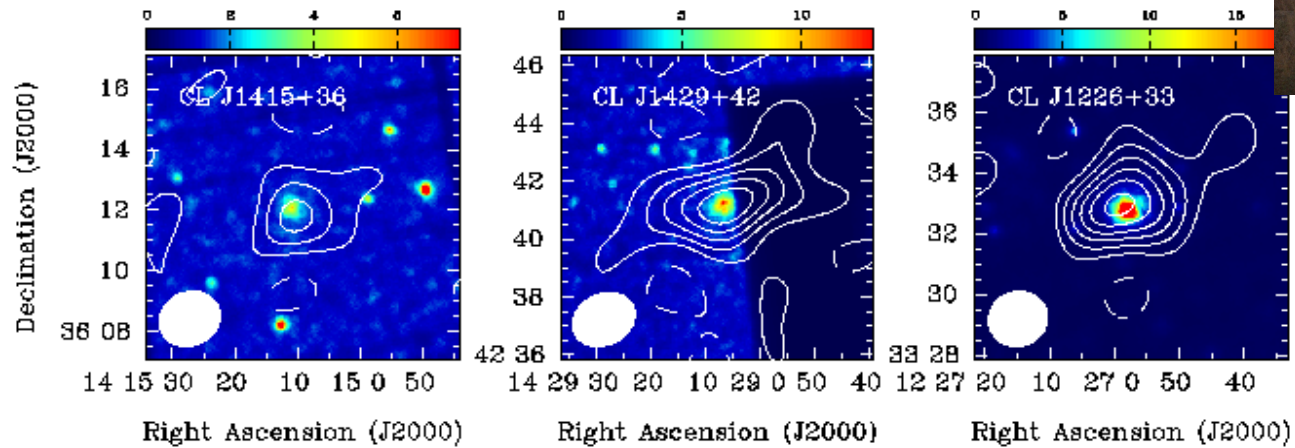 0 2 4 6
0 5 10
0 5 10 15
CL J1415+36
CL J1429+42
CL J1226+33
Declination (J2000)
16
14
12
10
36 08
46
44
42
40
38
42 36
36
34
32
30
33 28
14 15 30 20 10 15 0 50
14 29 30 20 10 29 0 50 40
12 27 20 10 27 0 50 40
Right Ascension (J2000)
Right Ascension (J2000)
Right Ascension (J2000)